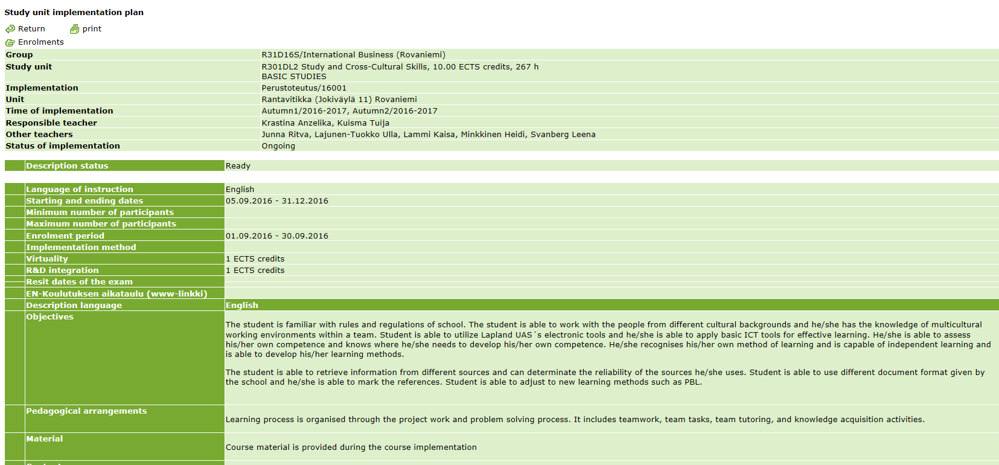 Study unit implementation plan
Return print
Enrolments
Group R31D16S/International Business (Rovaniemi)
Study unit R301DL2 Study and Cross-Cultural Skills, 10.00 ECTS credits, 267 h
BASIC STUDIES
Implementation Perustoteutus/16001
Unit Rantavitikka (Jokiväylä 11) Rovaniemi
Time of implementation Autumn1/2016-2017, Autumn2/2016-2017
Responsible teacher Krastina Anzelika, Kuisma Tuija
Other teachers Junna Ritva, Lajunen-Tuokko Ulla, Lammi Kaisa, Minkkinen Heidi, Svanberg Leena
Status of implementation Ongoing
Description status Ready
Language of instruction English
Starting and ending dates 05.09.2016 - 31.12.2016
Minimum number of participants
Maximum number of participants
Enrolment period 01.09.2016 - 30.09.2016
Implementation method
Virtuality 1 ECTS credits
R&D integration 1 ECTS credits
Resit dates of the exam
EN-Koulutuksen aikataulu (www-linkki)
Description language English
Objectives
The student is familiar with rules and regulations of school. The student is able to work with the people from different cultural backgrounds and he/she has the knowledge of multicultural
working environments within a team. Student is able to utilize Lapland UAS´s electronic tools and he/she is able to apply basic ICT tools for effective learning. He/she is able to assess
his/her own competence and knows where he/she needs to develop his/her own competence. He/she recognises his/her own method of learning and is capable of independent learning and
is able to develop his/her learning methods.
The student is able to retrieve information from different sources and can determinate the reliability of the sources he/she uses. Student is able to use different document format given by
the school and he/she is able to mark the references. Student is able to adjust to new learning methods such as PBL.
Pedagogical arrangements
Learning process is organised through the project work and problem solving process. It includes teamwork, team tasks, team tutoring, and knowledge acquisition activities.
Material
Course material is provided during the course implementation